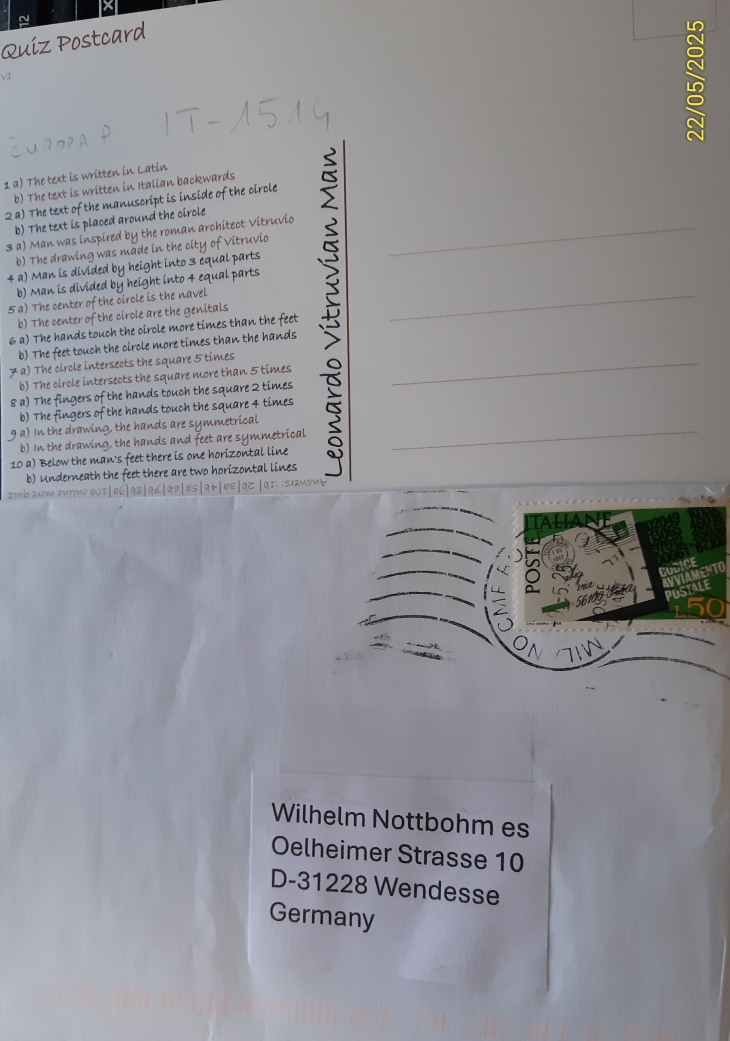 12
X
Quiz Postcard
V1
22/05/2025
EUROPA P IT-1514
1 a) The text is written in Latin
b) The text is written in Italian backwards
2 a) The text of the manuscript is inside of the circle
b) The text is placed around the circle
3 a) Man was inspired by the roman architect Vitruvio
b) The drawing was made in the city of Vitruvio
4 a) Man is divided by height into 3 equal parts
b) Man is divided by height into 4 equal parts
5 a) The center of the circle is the navel
b) The center of the circle are the genitals
6 a) The hands touch the circle more times than the feet
b) The feet touch the circle more times than the hands
7 a) The circle intersects the square 5 times
b) The circle intersects the square more than 5 times
8 a) The fingers of the hands touch the square 2 times
b) The fingers of the hands touch the square 4 times
9 a) In the drawing, the hands are symmetrical
b) In the drawing, the hands and feet are symmetrical
10 a) Below the man's feet there is one horizontal line
b) Underneath the feet there are two horizontal lines
Leonardo Vitruvian Man
POSTE ITALIANE
CODICE
AVVIAMENTO
POSTALE
L.50
56100
MILANO CMP
Wilhelm Nottbohm es
Oelheimer Strasse 10
D-31228 Wendesse
Germany